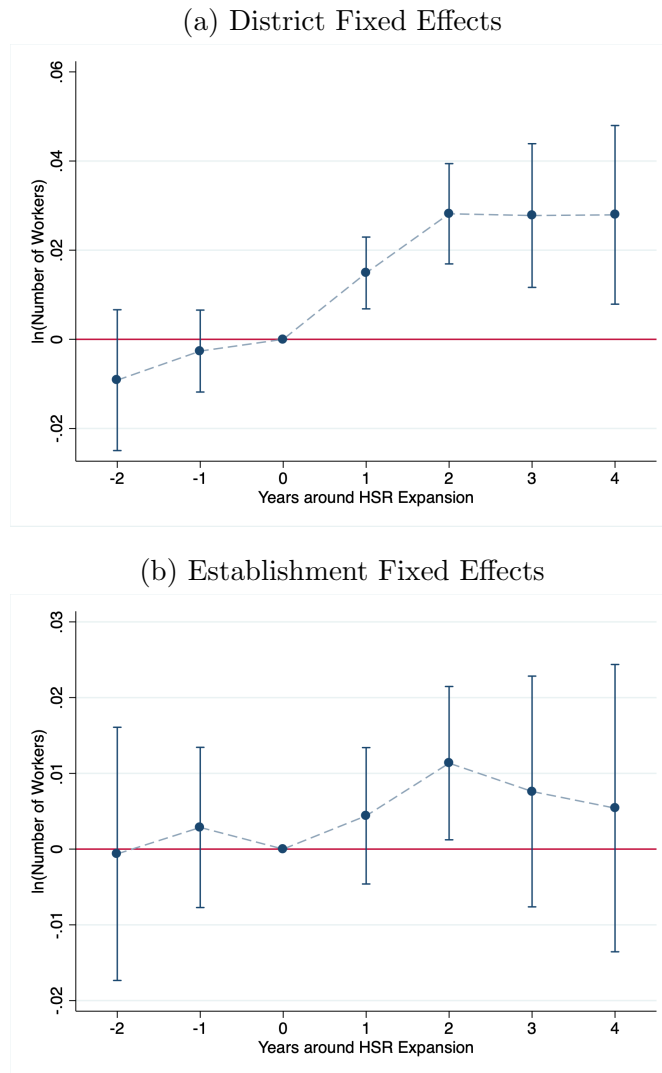 (a) District Fixed Effects
ln(Number of Workers)
.06
.04
.02
0
-.02
-2 -1 0 1 2 3 4
Years around HSR Expansion
(b) Establishment Fixed Effects
ln(Number of Workers)
.03
.02
.01
0
-.01
-.02
-2 -1 0 1 2 3 4
Years around HSR Expansion